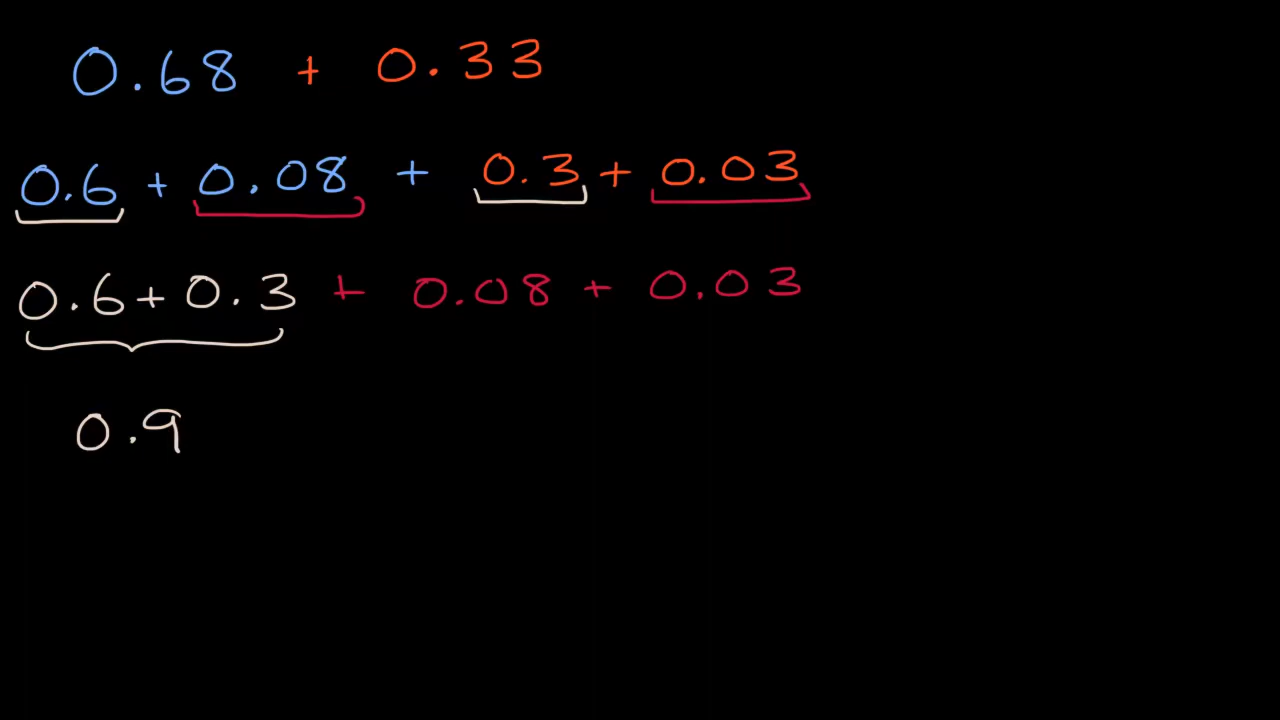 0.68 + 0.33
0.6 + 0.08 + 0.3 + 0.03
0.6 + 0.3 + 0.08 + 0.03
0.9